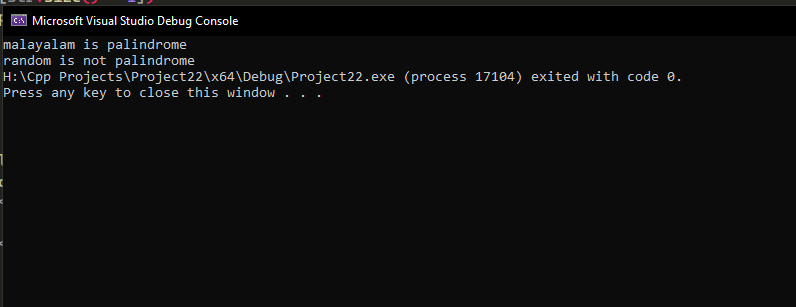 Microsoft Visual Studio Debug Console
malayalam is palindrome
random is not palindrome
H:\Cpp Projects\Project22\x64\Debug\Project22.exe (process 17104) exited with code 0.
Press any key to close this window . . .